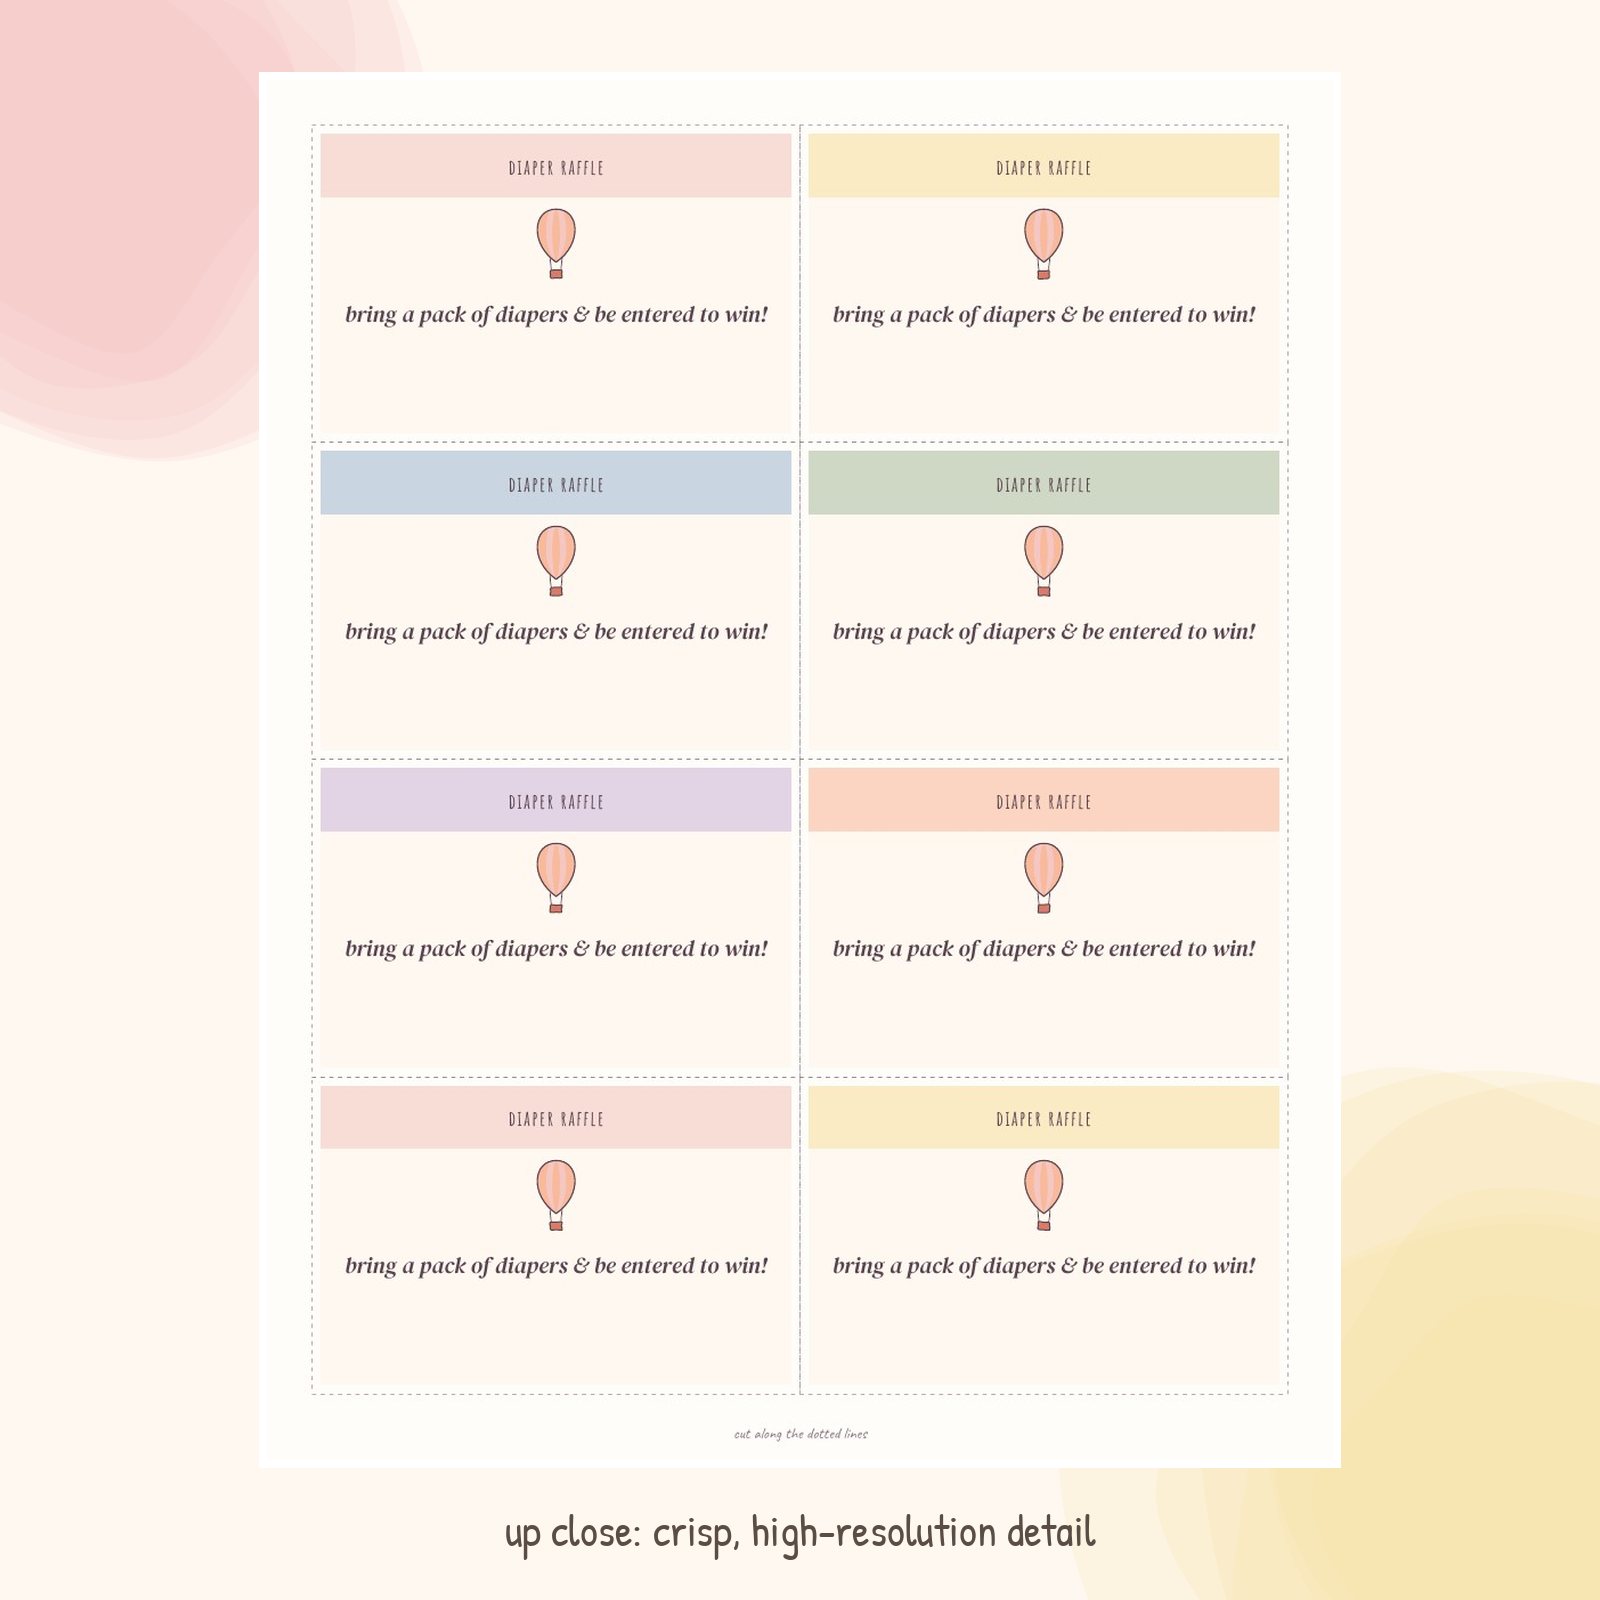 DIAPER RAFFLE
DIAPER RAFFLE
bring a pack of diapers & be entered to win!
bring a pack of diapers & be entered to win!
DIAPER RAFFLE
DIAPER RAFFLE
bring a pack of diapers & be entered to win!
bring a pack of diapers & be entered to win!
DIAPER RAFFLE
DIAPER RAFFLE
bring a pack of diapers & be entered to win!
bring a pack of diapers & be entered to win!
DIAPER RAFFLE
DIAPER RAFFLE
bring a pack of diapers & be entered to win!
bring a pack of diapers & be entered to win!
cut along the dotted lines
up close: crisp, high-resolution detail